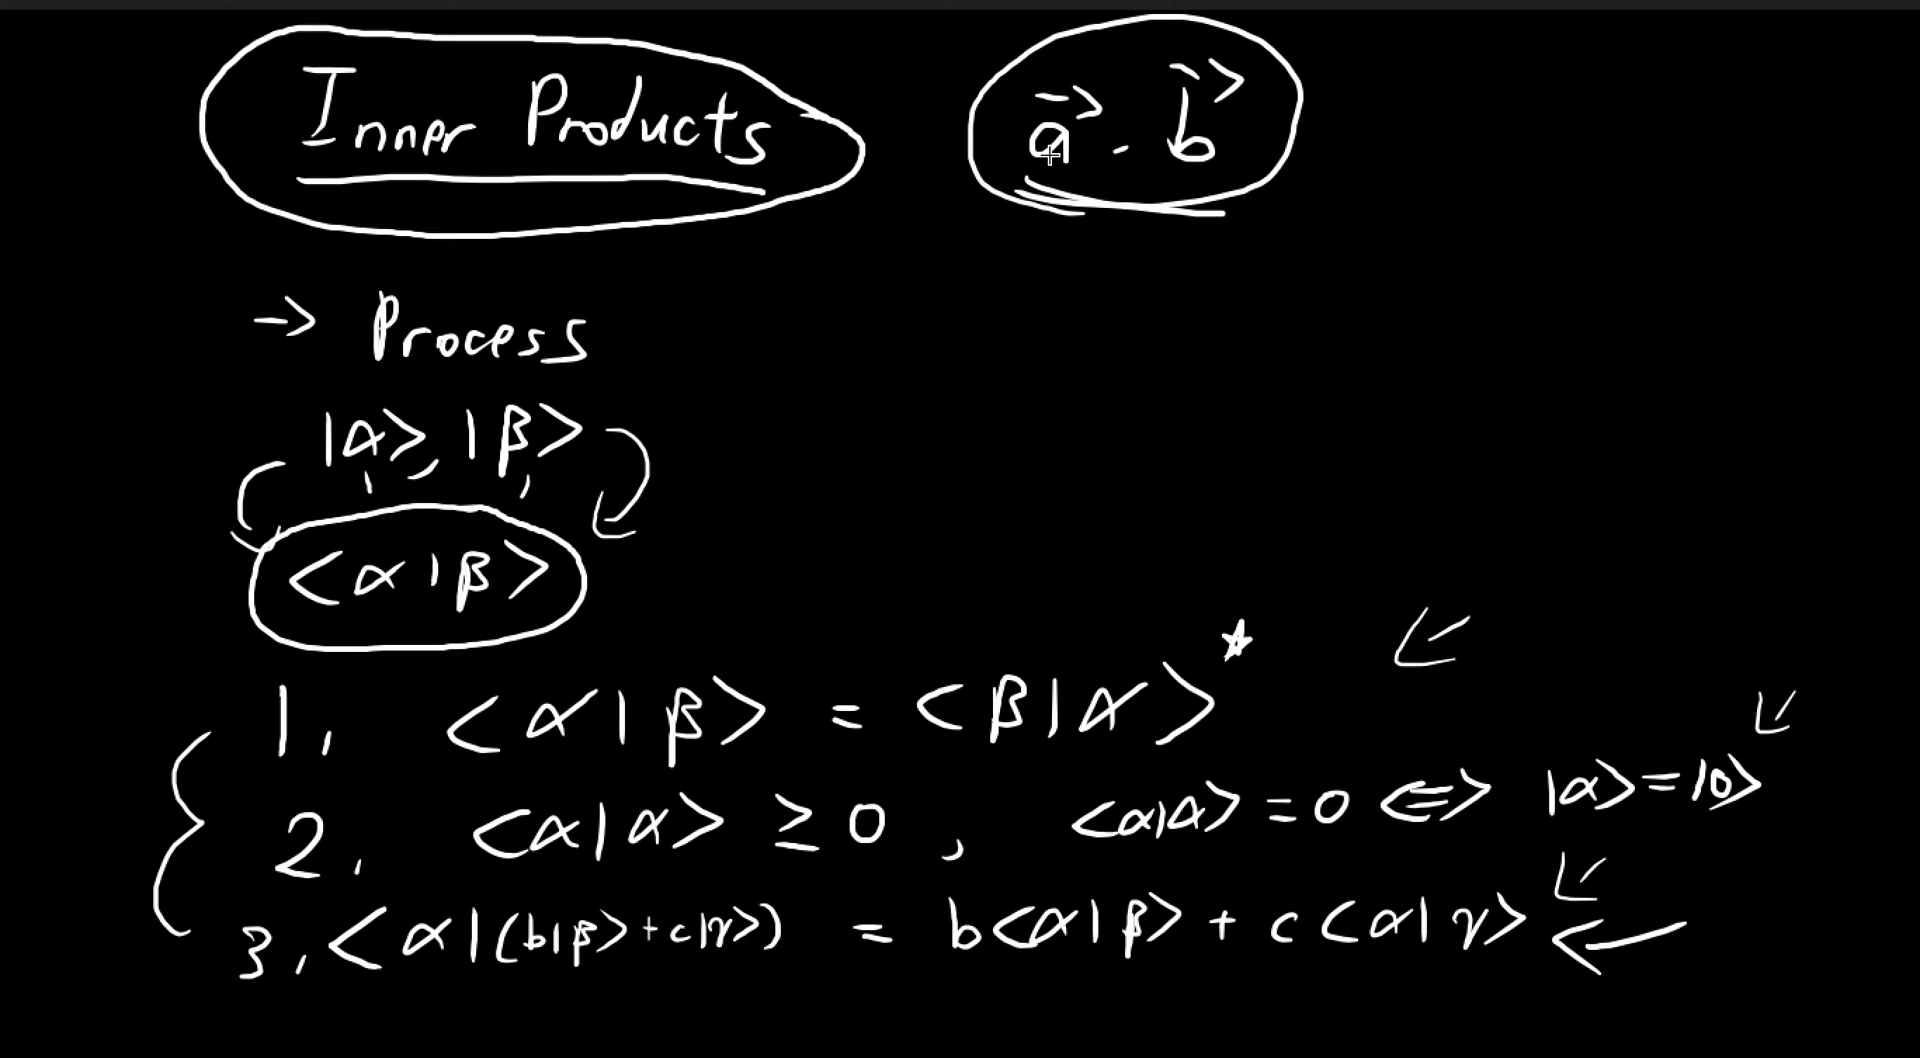 Inner Products
a⃗ · b⃗
-> Process
|α>, |β>
<α|β>
1, <α|β> = <β|α>*
2, <α|α> ≥ 0, <α|α> = 0 <=> |α> = |0>
3, <α|(b|β> + c|γ>) = b<α|β> + c<α|γ>